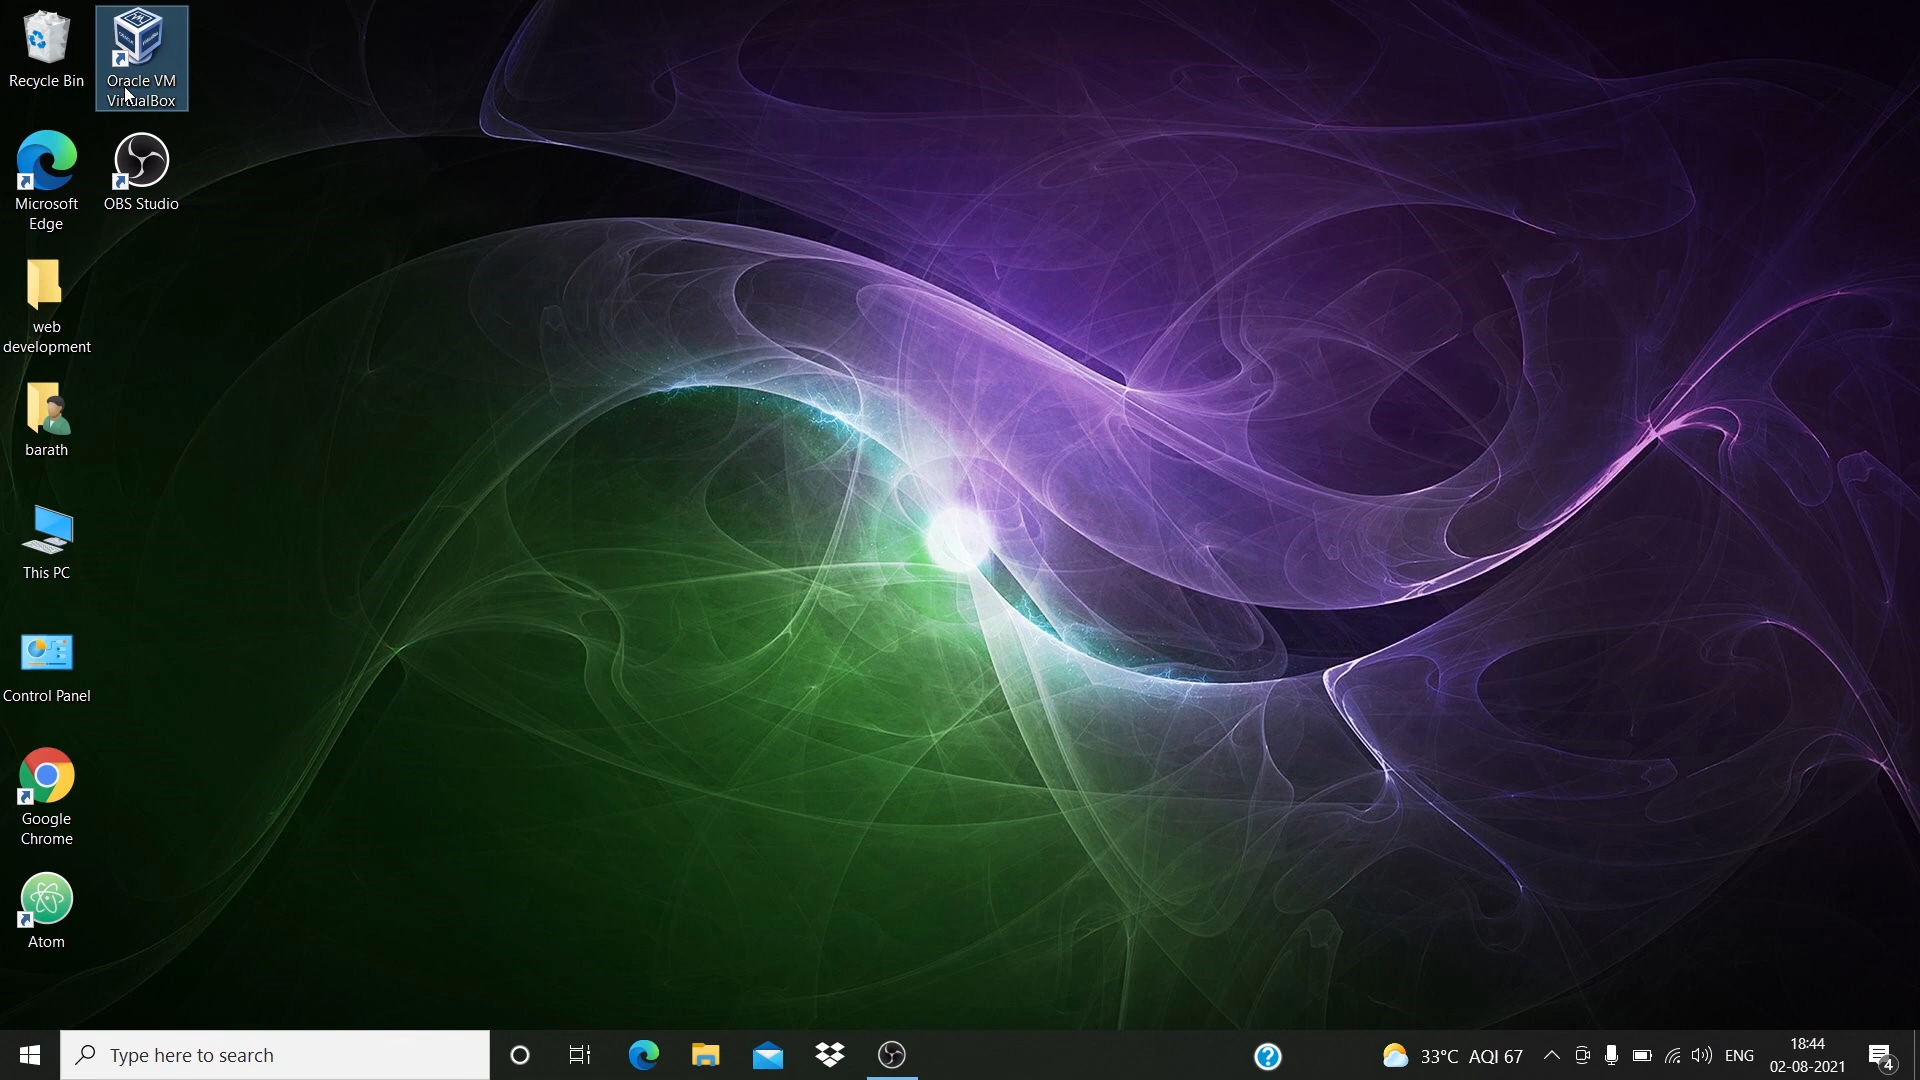 Recycle Bin
Oracle VM
VirtualBox
Microsoft
Edge
OBS Studio
web
development
barath
This PC
Control Panel
Google
Chrome
Atom
Type here to search
33°C AQI 67
ENG
18:44
02-08-2021
4